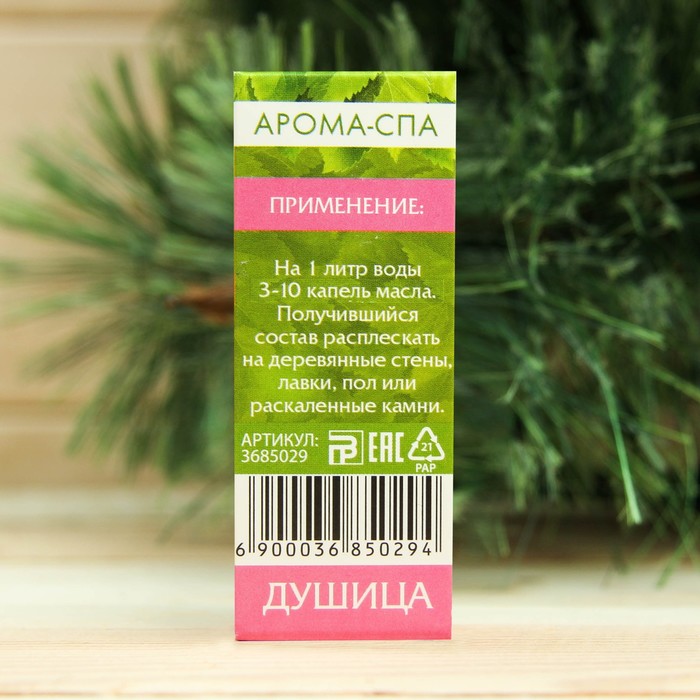 АРОМА-СПА
ПРИМЕНЕНИЕ:
На 1 литр воды
3-10 капель масла.
Получившийся
состав расплескать
на деревянные стены,
лавки, пол или
раскаленные камни.
АРТИКУЛ:
3685029
EAC
21
PAP
6 900036 850294
ДУШИЦА